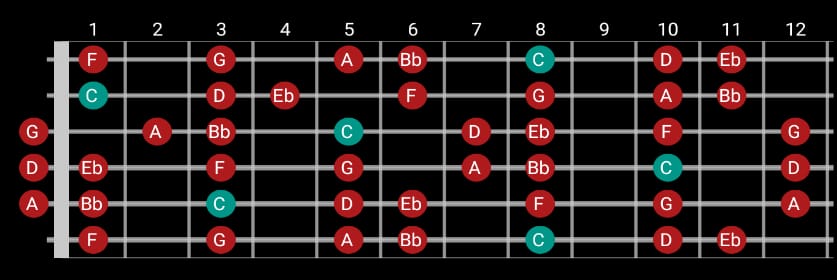 1 2 3 4 5 6 7 8 9 10 11 12
F G A Bb C D Eb
C D Eb F G A Bb
G A Bb C D Eb F G
D Eb F G A Bb C D
A Bb C D Eb F G A
F G A Bb C D Eb